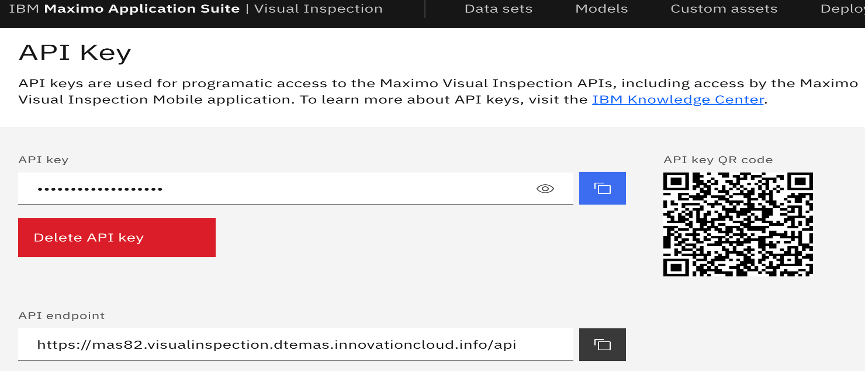 IBM Maximo Application Suite | Visual Inspection Data sets Models Custom assets
API Key
API keys are used for programatic access to the Maximo Visual Inspection APIs, including access by the Maximo
Visual Inspection Mobile application. To learn more about API keys, visit the IBM Knowledge Center.
API key
API key QR code
•••••••••••••••••••
Delete API key
API endpoint
https://mas82.visualinspection.dtemas.innovationcloud.info/api